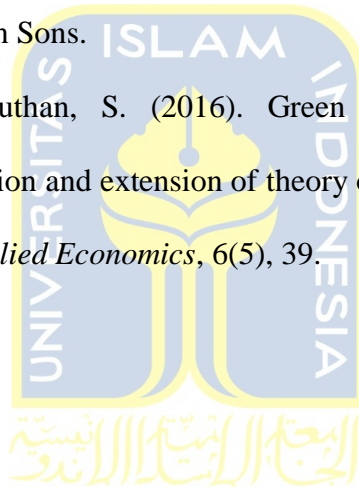 n Sons.
uthan, S. (2016). Green
ion and extension of theory
lied Economics, 6(5), 39.
UNIVERSITAS ISLAM INDONESIA